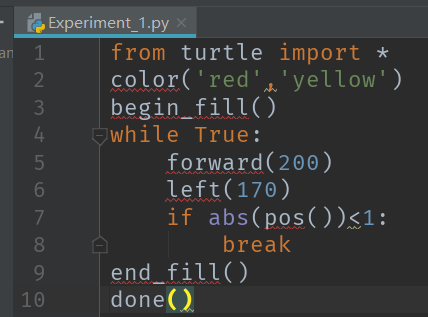 Experiment_1.py
1 from turtle import *
2 color('red','yellow')
3 begin_fill()
4 while True:
5     forward(200)
6     left(170)
7     if abs(pos())<1:
8         break
9 end_fill()
10 done()